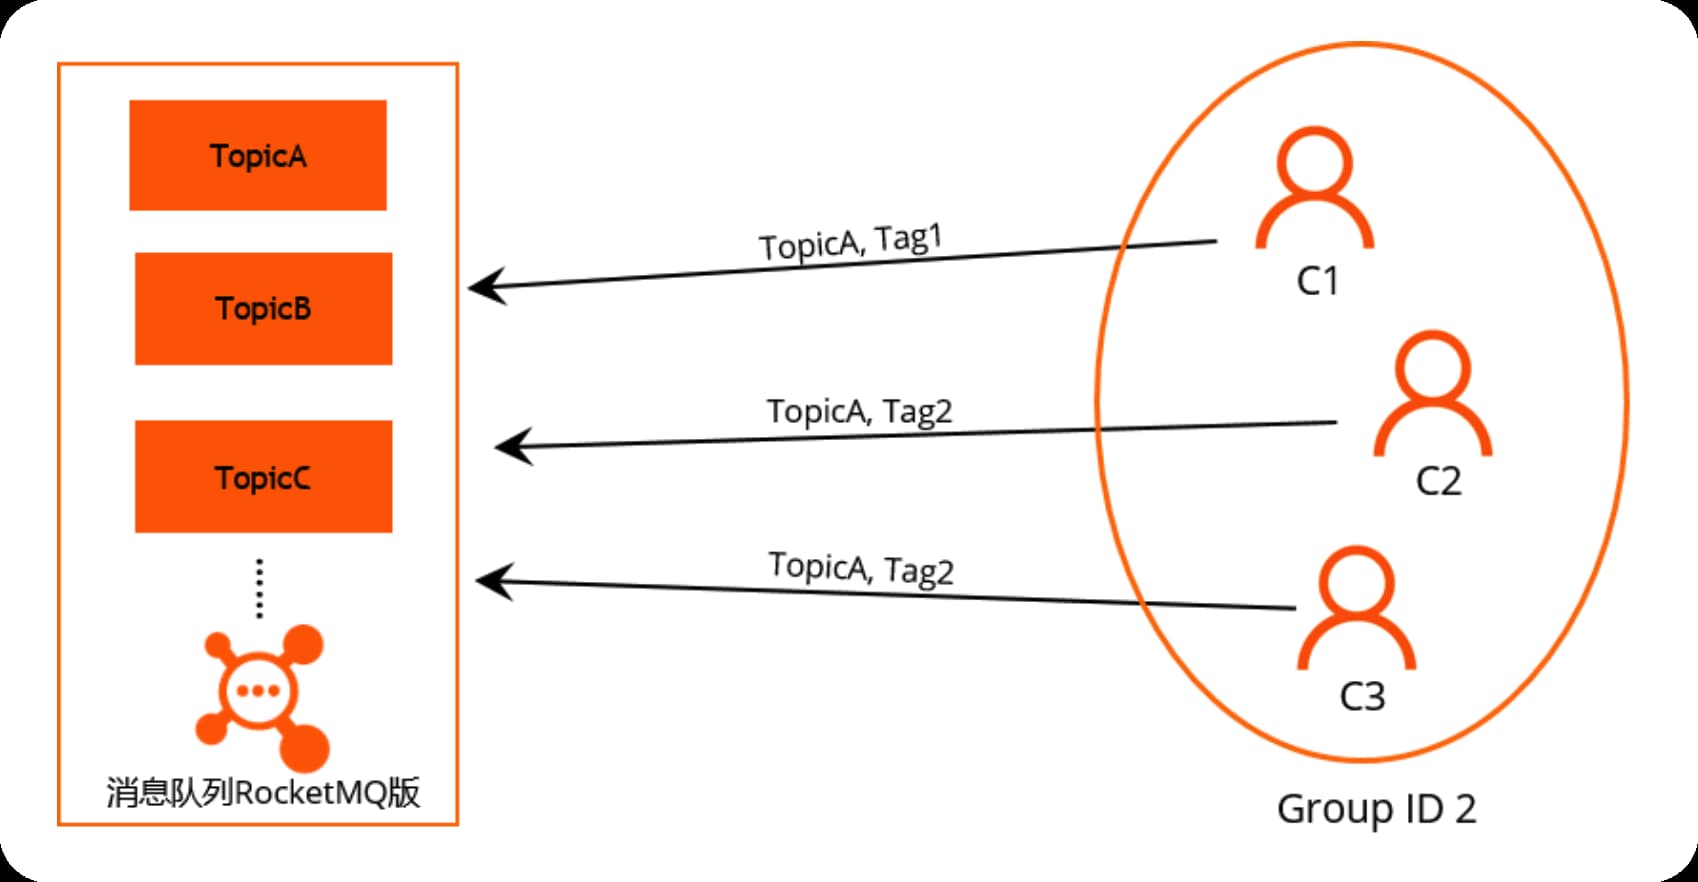 TopicA
TopicB
TopicC
消息队列RocketMQ版
TopicA, Tag1
TopicA, Tag2
TopicA, Tag2
C1
C2
C3
Group ID 2